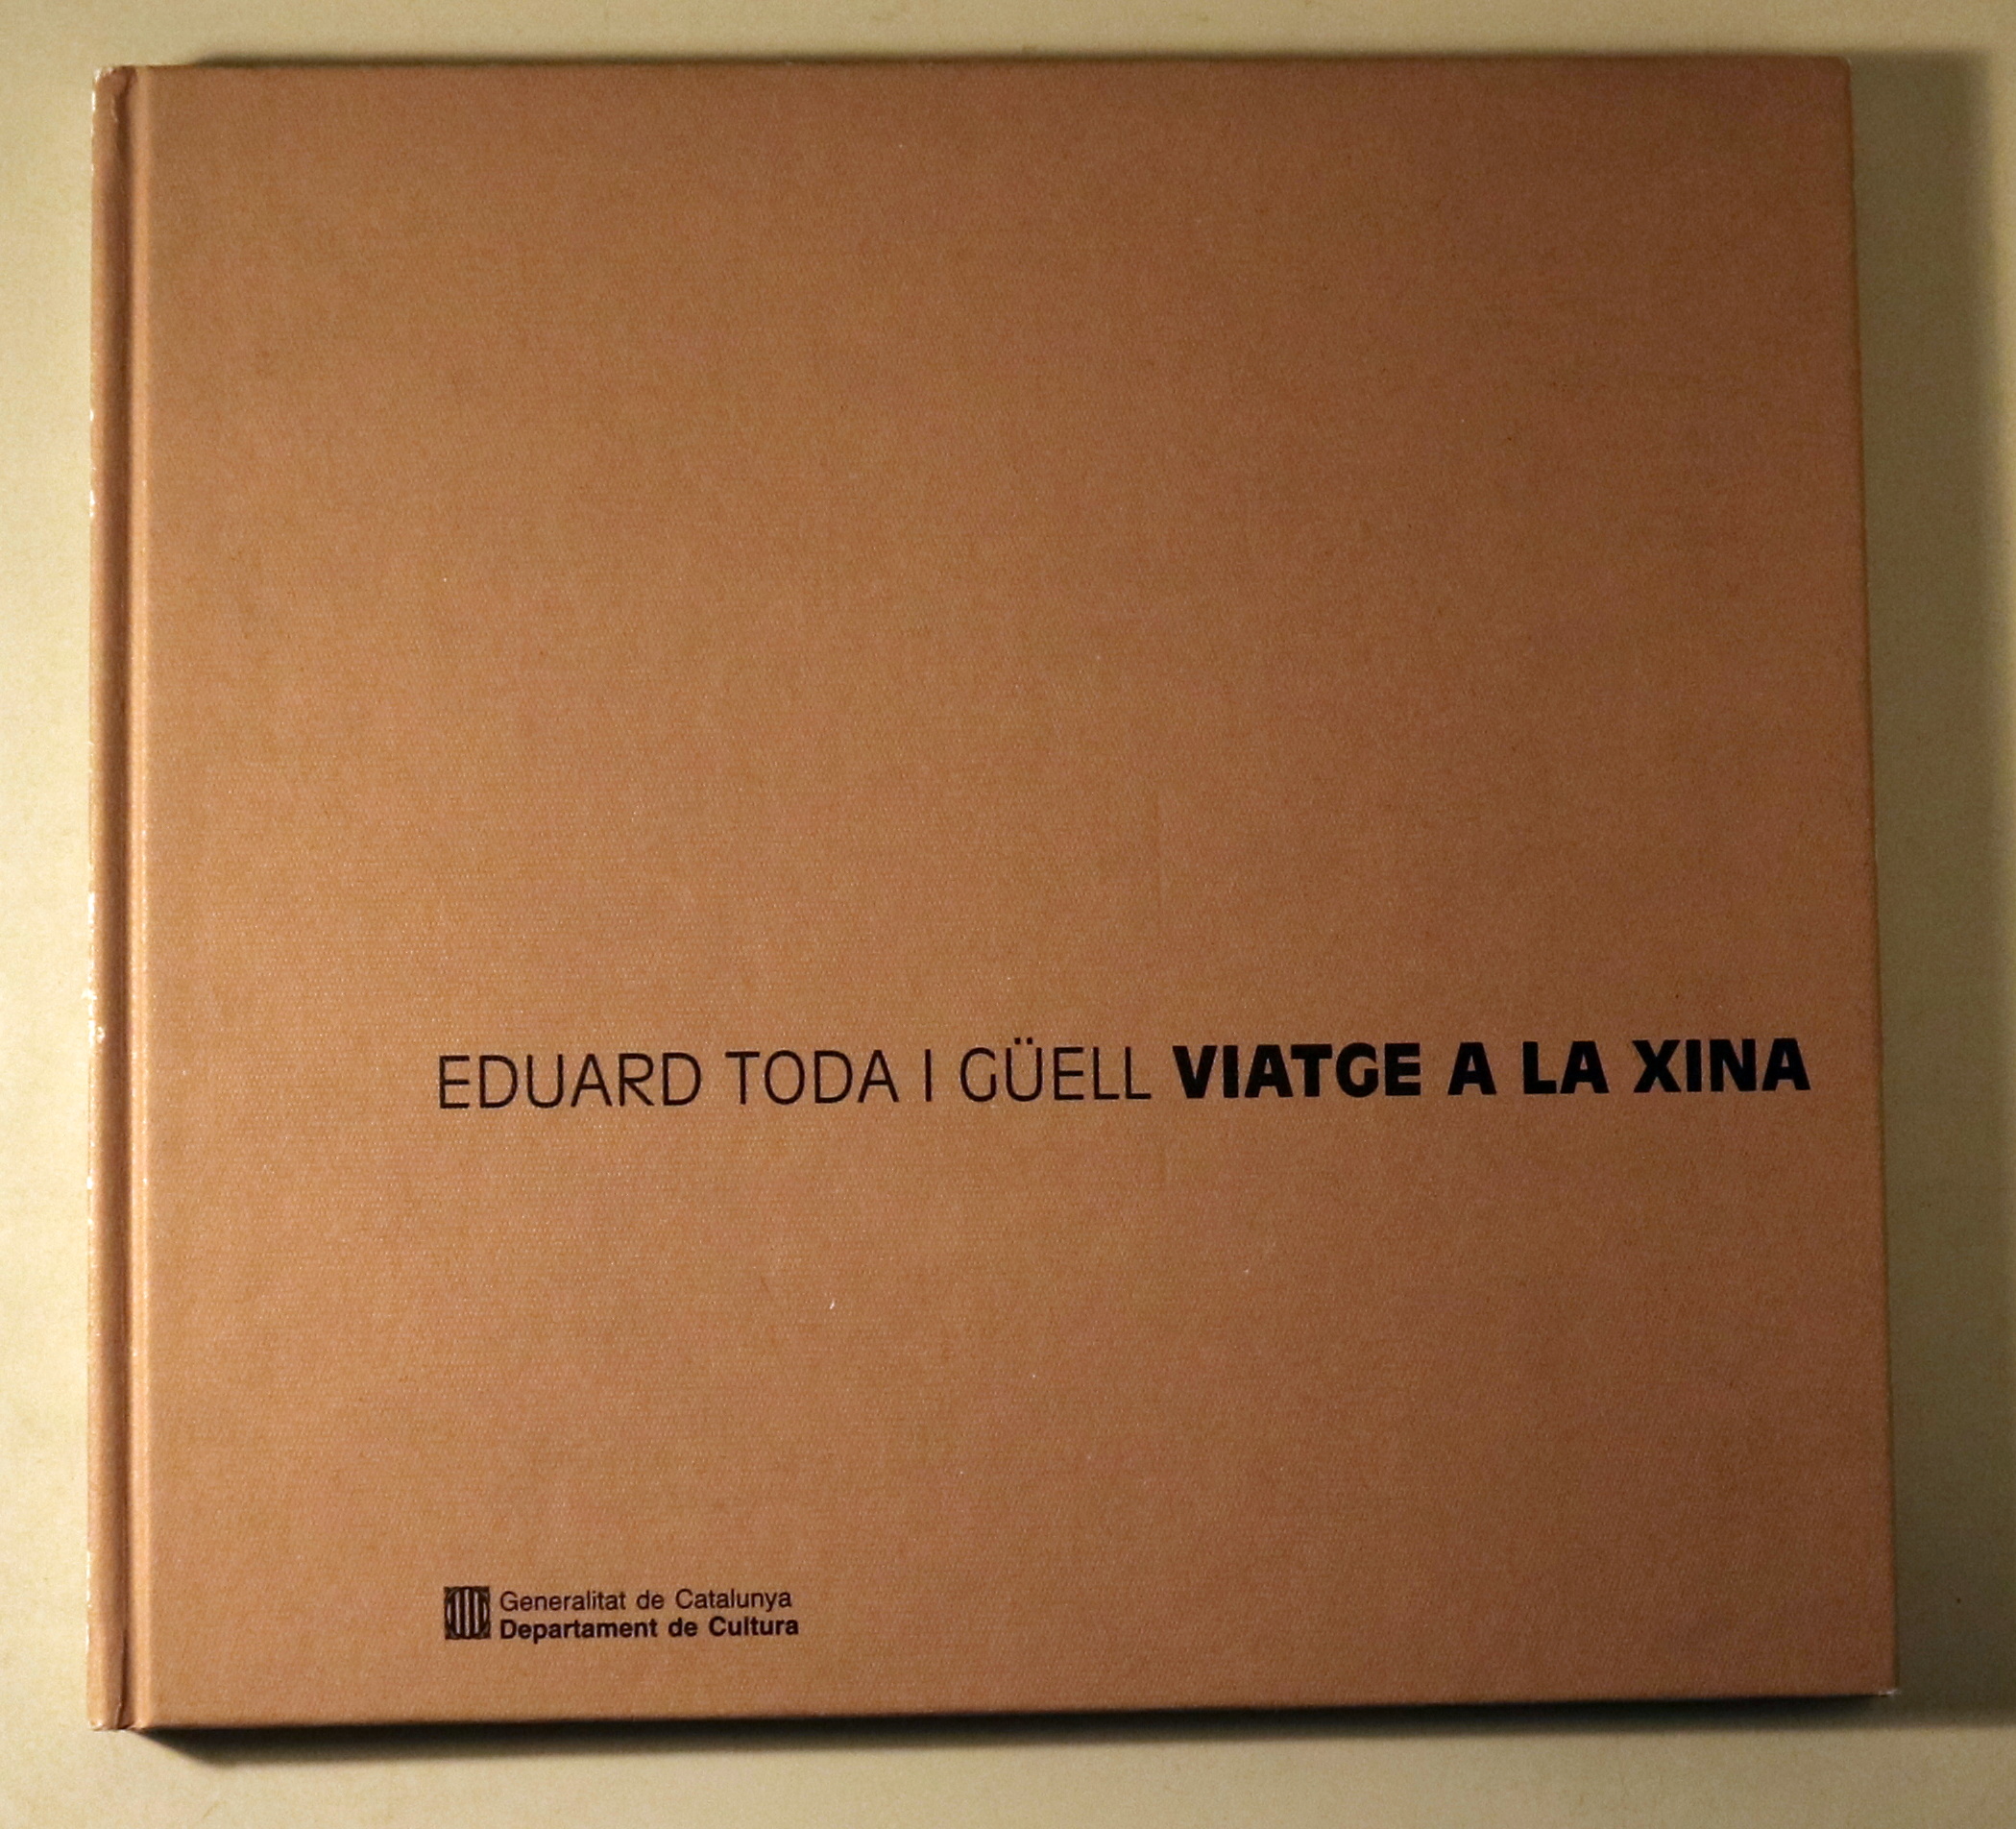 EDUARD TODA I GÜELL VIATGE A LA XINA
Generalitat de Catalunya
Departament de Cultura